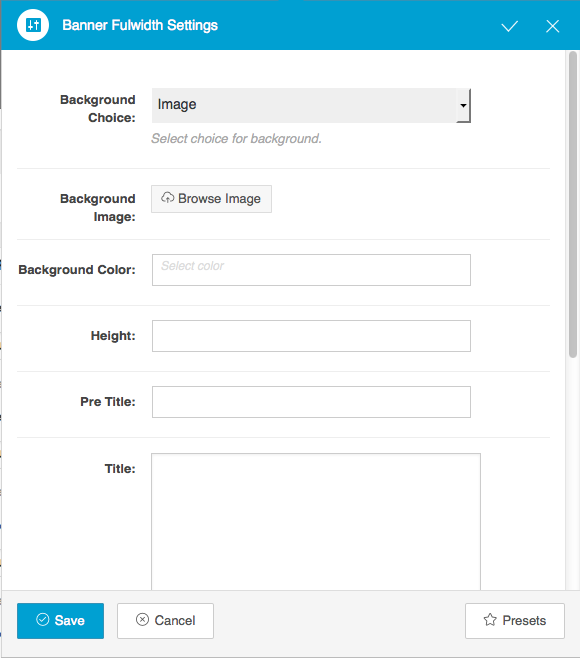 Banner Fulwidth Settings
Background
Choice:
Image
Select choice for background.
Background
Image:
Browse Image
Background Color:
Select color
Height:
Pre Title:
Title:
Save
Cancel
Presets